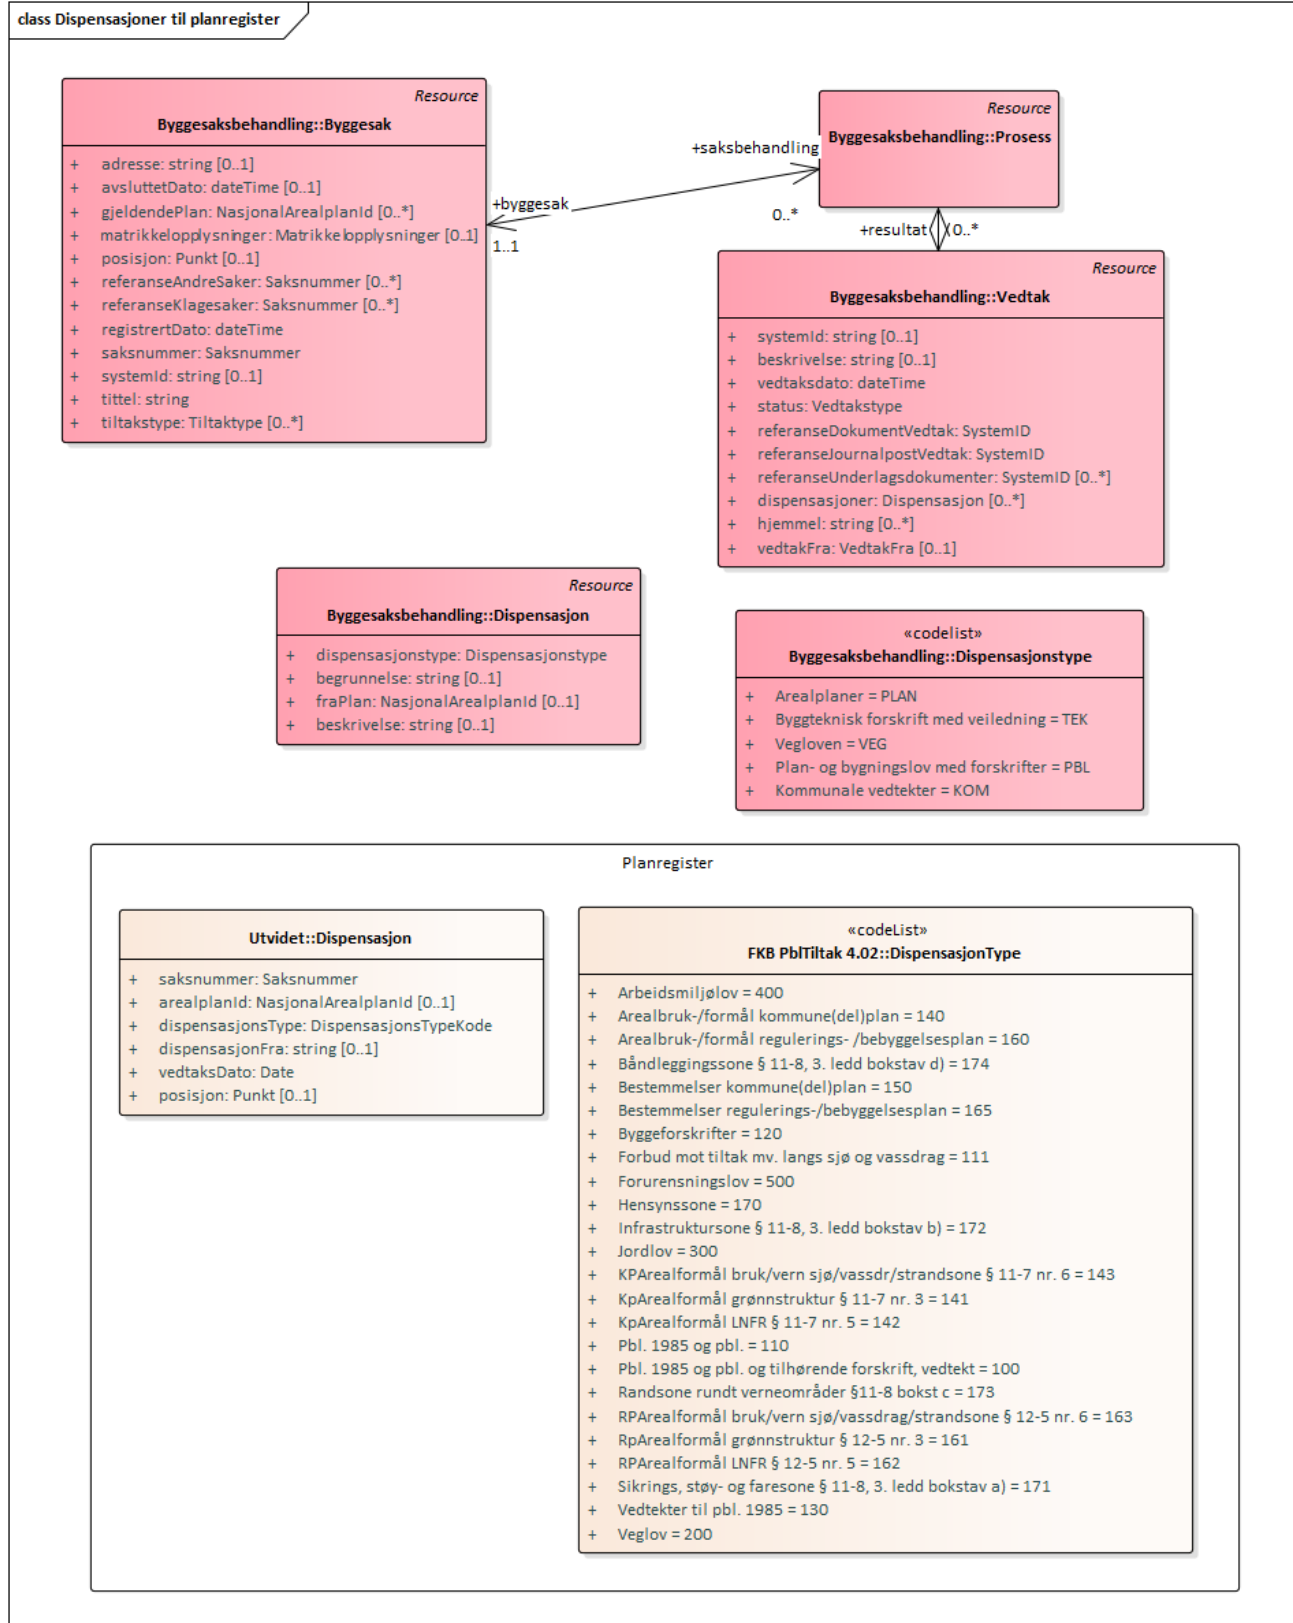 class Dispensasjoner til planregister
Resource
Byggesaksbehandling::Byggesak
+ adresse: string [0..1]
+ avsluttetDato: dateTime [0..1]
+ gjeldendePlan: NasjonalArealplanId [0..*]
+ matrikkelopplysninger: Matrikkelopplysninger [0..1]
+ posisjon: Punkt [0..1]
+ referanseAndreSaker: Saksnummer [0..*]
+ referanseKlagesaker: Saksnummer [0..*]
+ registrertDato: dateTime
+ saksnummer: Saksnummer
+ systemId: string [0..1]
+ tittel: string
+ tiltakstype: Tiltaktype [0..*]
+byggesak
1..1
+saksbehandling
0..*
Resource
Byggesaksbehandling::Prosess
+resultat
0..*
Resource
Byggesaksbehandling::Vedtak
+ systemId: string [0..1]
+ beskrivelse: string [0..1]
+ vedtaksdato: dateTime
+ status: Vedtakstype
+ referanseDokumentVedtak: SystemID
+ referanseJournalpostVedtak: SystemID
+ referanseUnderlagsdokumenter: SystemID [0..*]
+ dispensasjoner: Dispensasjon [0..*]
+ hjemmel: string [0..*]
+ vedtakFra: VedtakFra [0..1]
Resource
Byggesaksbehandling::Dispensasjon
+ dispensasjonstype: Dispensasjonstype
+ begrunnelse: string [0..1]
+ fraPlan: NasjonalArealplanId [0..1]
+ beskrivelse: string [0..1]
«codelist»
Byggesaksbehandling::Dispensasjonstype
+ Arealplaner = PLAN
+ Byggteknisk forskrift med veiledning = TEK
+ Vegloven = VEG
+ Plan- og bygningslov med forskrifter = PBL
+ Kommunale vedtekter = KOM
Planregister
Utvidet::Dispensasjon
+ saksnummer: Saksnummer
+ arealplanId: NasjonalArealplanId [0..1]
+ dispensasjonsType: DispensasjonsTypeKode
+ dispensasjonFra: string [0..1]
+ vedtaksDato: Date
+ posisjon: Punkt [0..1]
«codeList»
FKB PblTiltak 4.02::DispensasjonType
+ Arbeidsmiljølov = 400
+ Arealbruk-/formål kommune(del)plan = 140
+ Arealbruk-/formål regulerings- /bebyggelsesplan = 160
+ Båndleggingssone § 11-8, 3. ledd bokstav d) = 174
+ Bestemmelser kommune(del)plan = 150
+ Bestemmelser regulerings-/bebyggelsesplan = 165
+ Byggeforskrifter = 120
+ Forbud mot tiltak mv. langs sjø og vassdrag = 111
+ Forurensningslov = 500
+ Hensynssone = 170
+ Infrastruktursone § 11-8, 3. ledd bokstav b) = 172
+ Jordlov = 300
+ KPArealformål bruk/vern sjø/vassdr/strandsone § 11-7 nr. 6 = 143
+ KpArealformål grønnstruktur § 11-7 nr. 3 = 141
+ KpArealformål LNFR § 11-7 nr. 5 = 142
+ Pbl. 1985 og pbl. = 110
+ Pbl. 1985 og pbl. og tilhørende forskrift, vedtekt = 100
+ Randsone rundt verneområder §11-8 bokst c = 173
+ RPArealformål bruk/vern sjø/vassdrag/strandsone § 12-5 nr. 6 = 163
+ RpArealformål grønnstruktur § 12-5 nr. 3 = 161
+ RPArealformål LNFR § 12-5 nr. 5 = 162
+ Sikrings, støy- og faresone § 11-8, 3. ledd bokstav a) = 171
+ Vedtekter til pbl. 1985 = 130
+ Veglov = 200